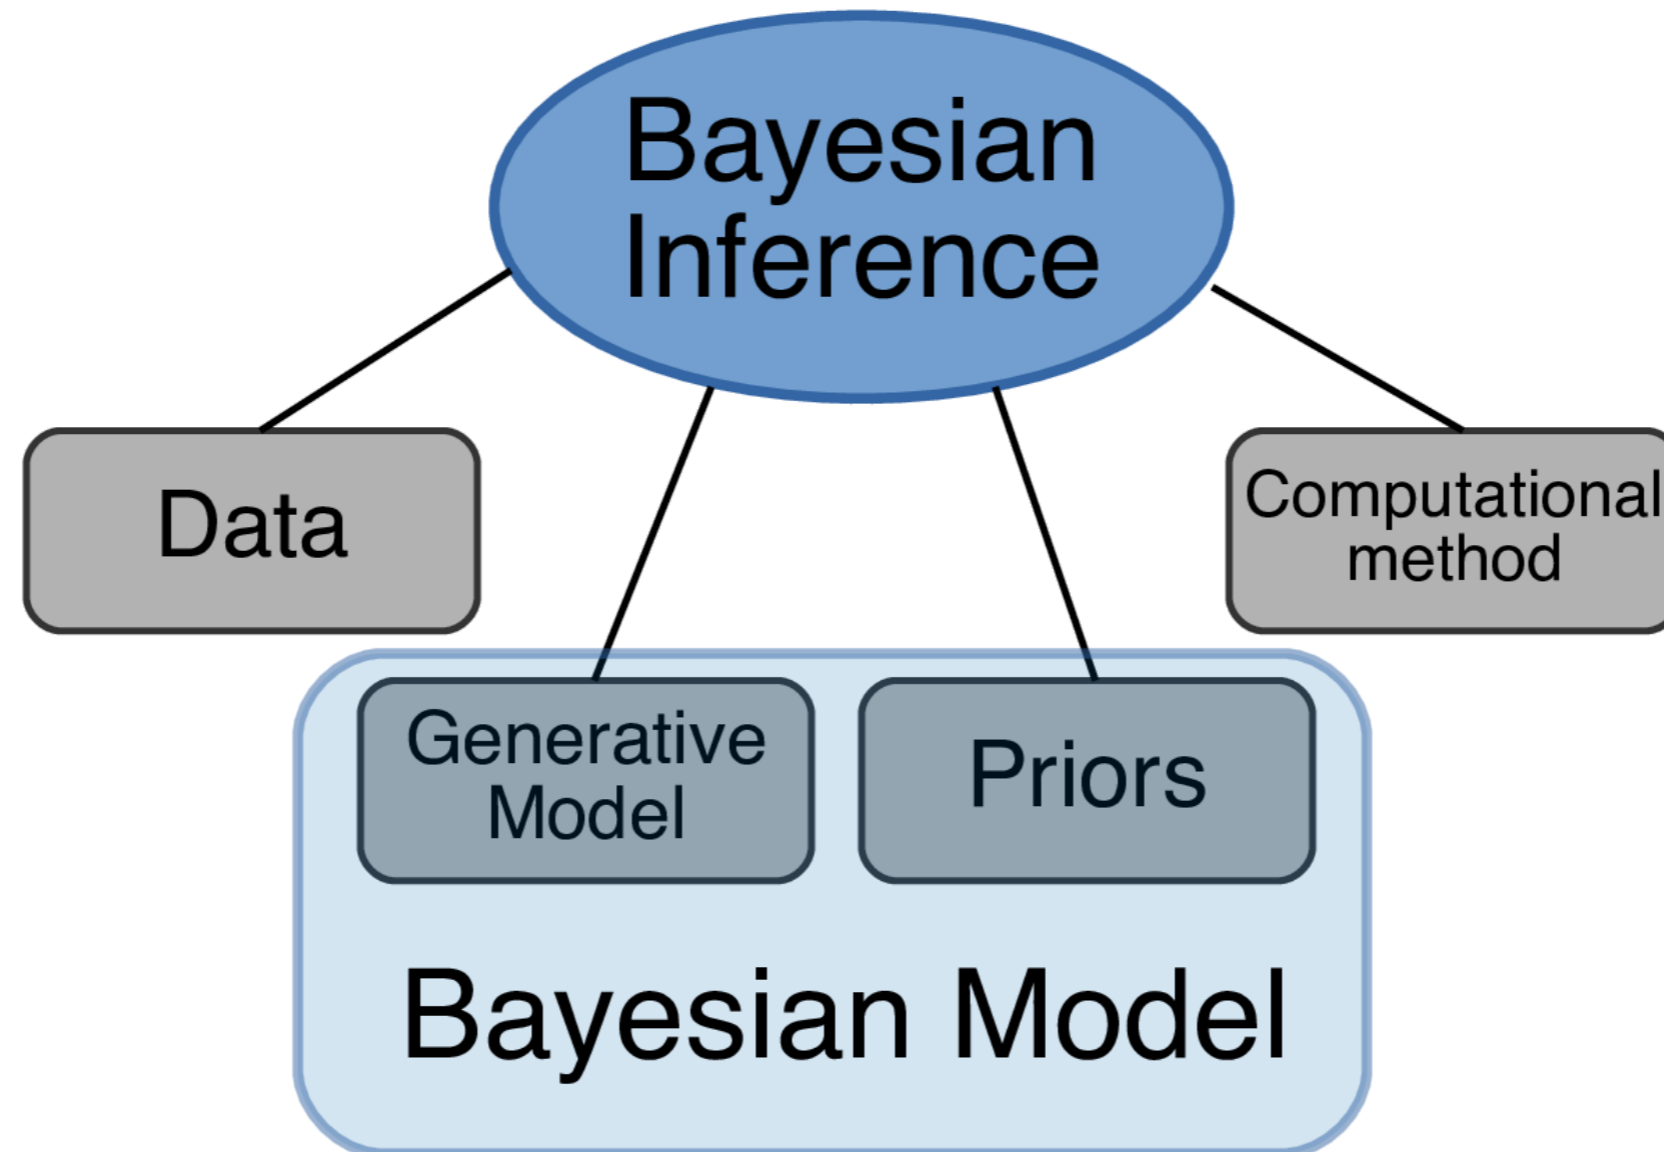 Bayesian
Inference
Data
Computational
method
Generative
Model
Priors
Bayesian Model